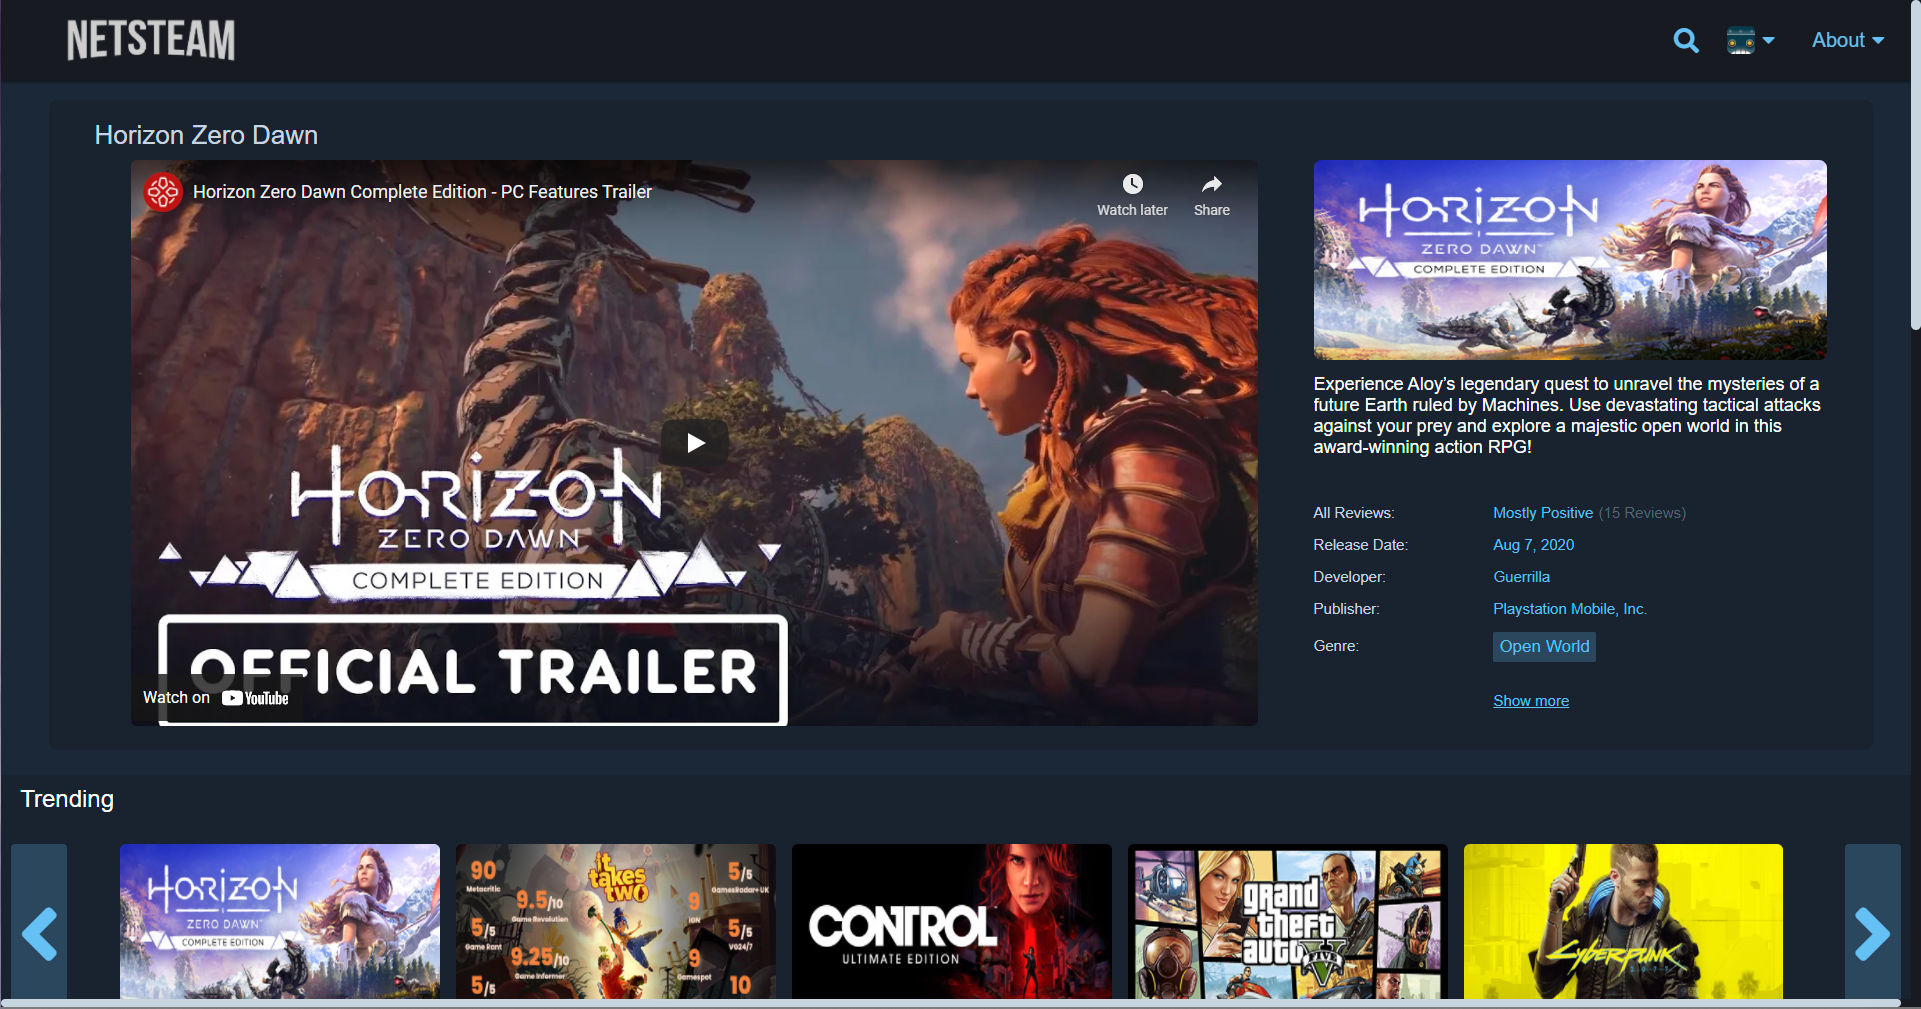 NETSTEAM
About
Horizon Zero Dawn
Horizon Zero Dawn Complete Edition - PC Features Trailer
Watch later
Share
HORIZON
ZERO DAWN
COMPLETE EDITION
OFFICIAL TRAILER
Watch on YouTube
HORIZON
ZERO DAWN™
COMPLETE EDITION
Experience Aloy’s legendary quest to unravel the mysteries of a
future Earth ruled by Machines. Use devastating tactical attacks
against your prey and explore a majestic open world in this
award-winning action RPG!
All Reviews: Mostly Positive (15 Reviews)
Release Date: Aug 7, 2020
Developer: Guerrilla
Publisher: Playstation Mobile, Inc.
Genre: Open World
Show more
Trending
HORIZON
ZERO DAWN
COMPLETE EDITION
90
Metacritic
9.5/10
Game Revolution
5/5
Game Rant
9.25/10
Game Informer
5/5
it
takes
two
5/5
GamesRadar+ UK
9
IGN
5/5
VG24/7
9
Gamespot
10
CONTROL
ULTIMATE EDITION
grand
theft
auto V
FIVE
Cyberpunk
2077